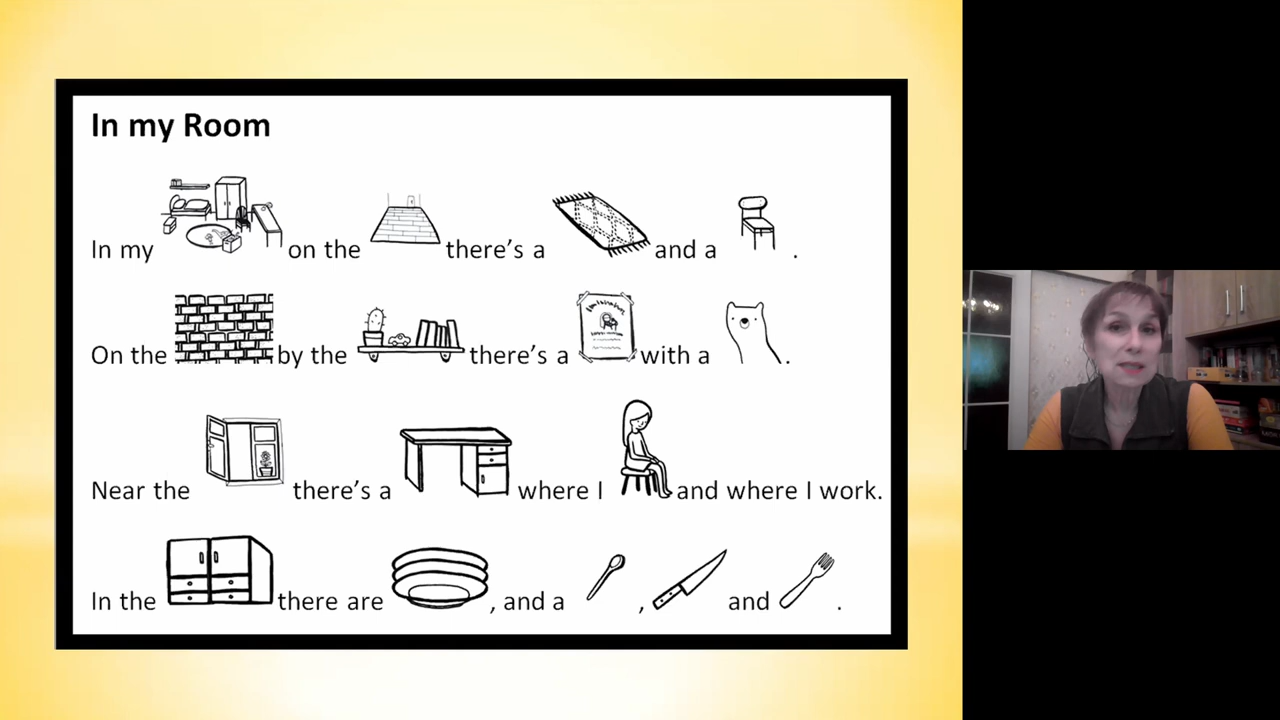 In my Room
In my on the there's a and a .
On the by the there's a with a .
Near the there's a where I and where I work.
In the there are , and a , and .